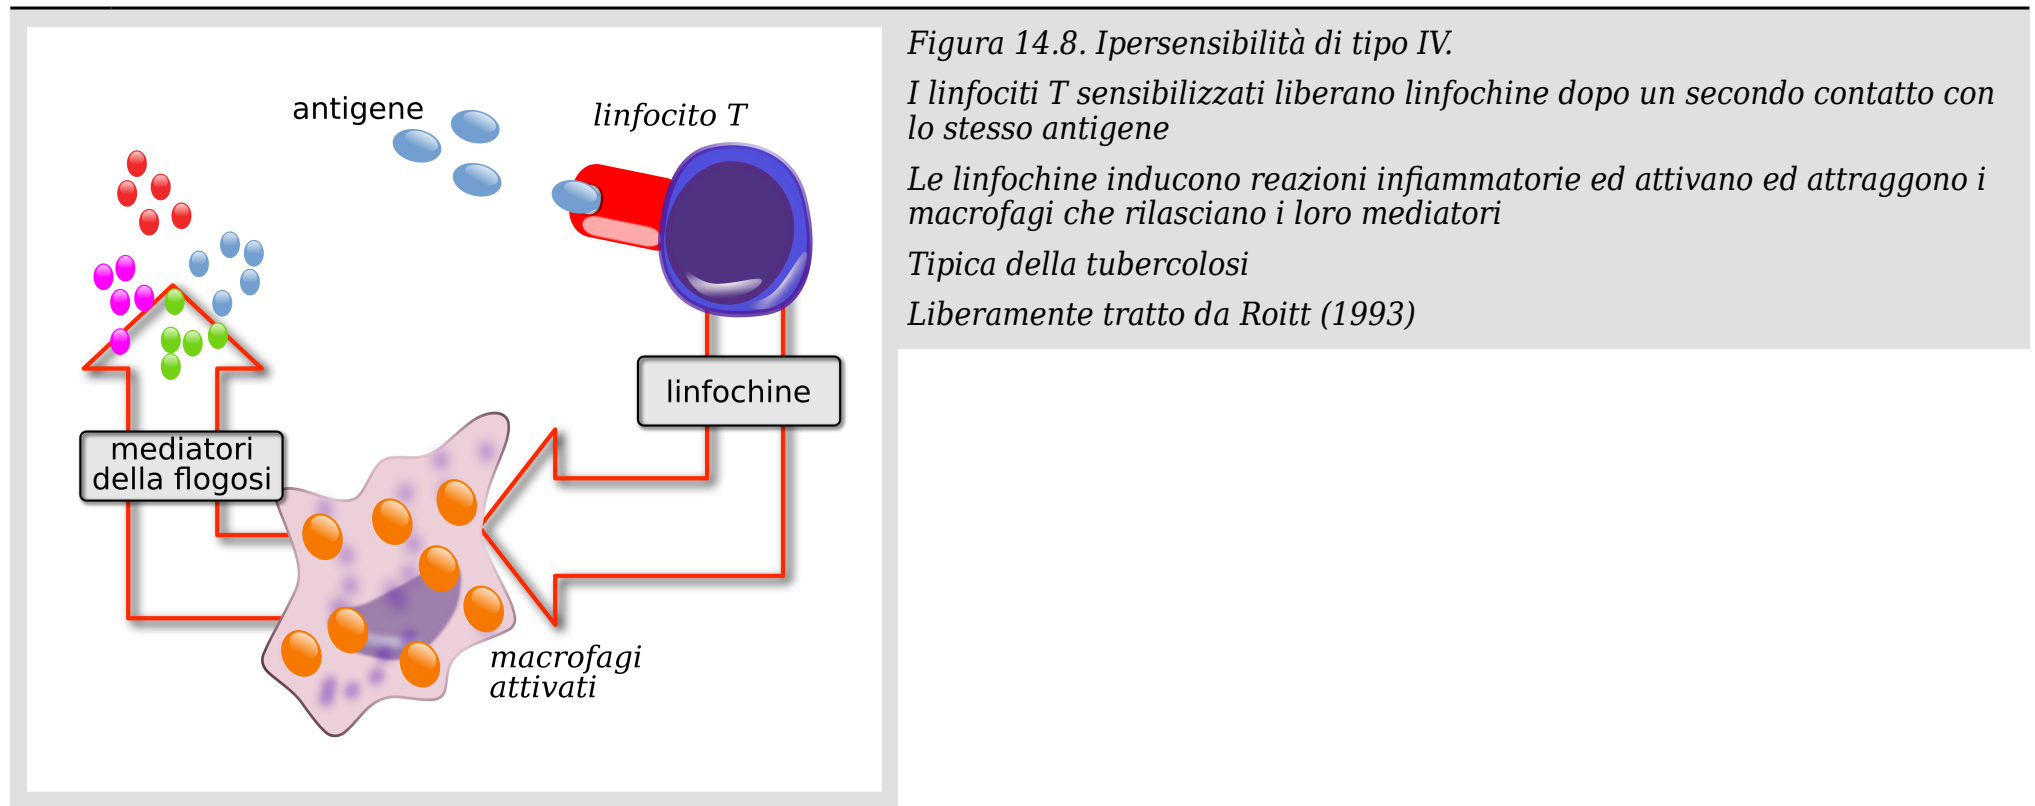 antigene
linfocito T
linfochine
mediatori
della flogosi
macrofagi
attivati
Figura 14.8. Ipersensibilità di tipo IV.
I linfociti T sensibilizzati liberano linfochine dopo un secondo contatto con
lo stesso antigene
Le linfochine inducono reazioni infiammatorie ed attivano ed attraggono i
macrofagi che rilasciano i loro mediatori
Tipica della tubercolosi
Liberamente tratto da Roitt (1993)